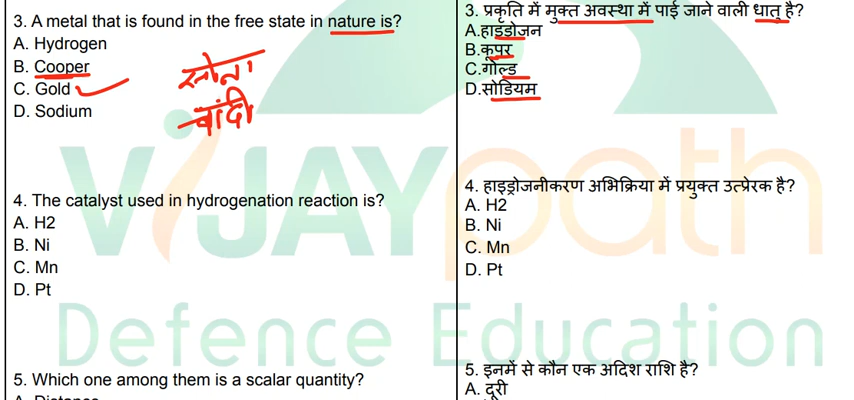 3. A metal that is found in the free state in nature is?
A. Hydrogen
B. Cooper
C. Gold
D. Sodium
सोना
चांदी
4. The catalyst used in hydrogenation reaction is?
A. H2
B. Ni
C. Mn
D. Pt
5. Which one among them is a scalar quantity?
A. Distance
3. प्रकृति में मुक्त अवस्था में पाई जाने वाली धातु है?
A.हाइडोजन
B.कूपर
C.गोल्ड
D.सोडियम
4. हाइड्रोजनीकरण अभिक्रिया में प्रयुक्त उत्प्रेरक है?
A. H2
B. Ni
C. Mn
D. Pt
5. इनमें से कौन एक अदिश राशि है?
A. दूरी
VIJAYpath
Defence Education